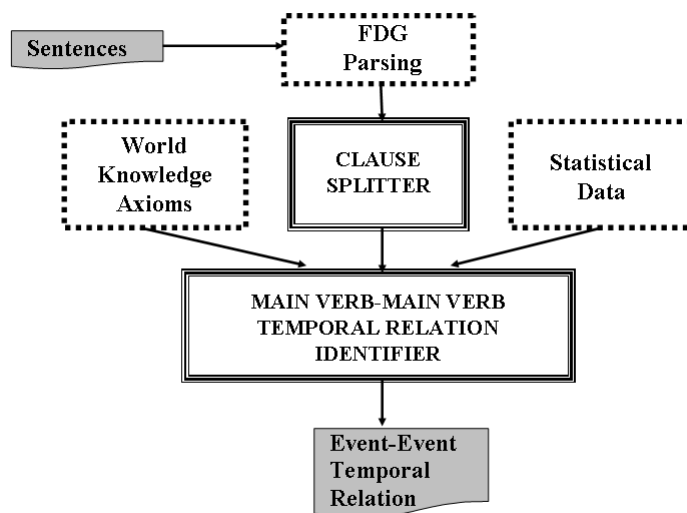 Sentences
FDG
Parsing
World
Knowledge
Axioms
CLAUSE
SPLITTER
Statistical
Data
MAIN VERB-MAIN VERB
TEMPORAL RELATION
IDENTIFIER
Event-Event
Temporal
Relation